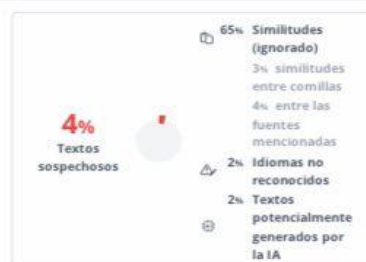 4%
Textos
sospechosos
65% Similitudes
(ignorado)
3% similitudes
entre comillas
4% entre las
fuentes
mencionadas
2% Idiomas no
reconocidos
2% Textos
potencialmente
generados por
la IA